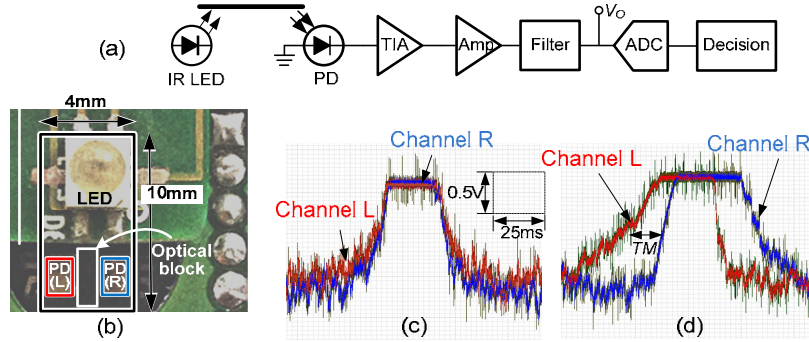 (a)
IR LED
PD
TIA
Amp
Filter
VO
ADC
Decision
4mm
LED
10mm
Optical
block
PD
(L)
PD
(R)
(b)
Channel R
Channel L
0.5V
25ms
(c)
Channel L
Channel R
TM
(d)